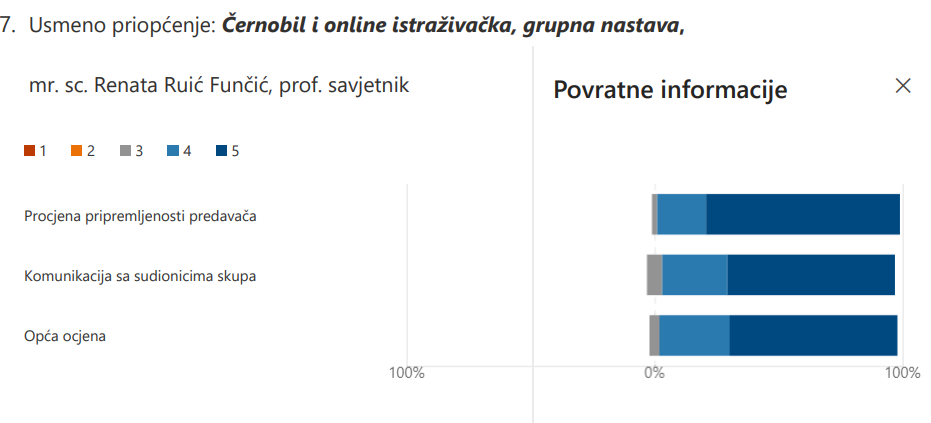 7. Usmeno priopćenje: Černobil i online istraživačka, grupna nastava,
mr. sc. Renata Ruić Funčić, prof. savjetnik
Povratne informacije
1 2 3 4 5
Procjena pripremljenosti predavača
Komunikacija sa sudionicima skupa
Opća ocjena
100% 0% 100%